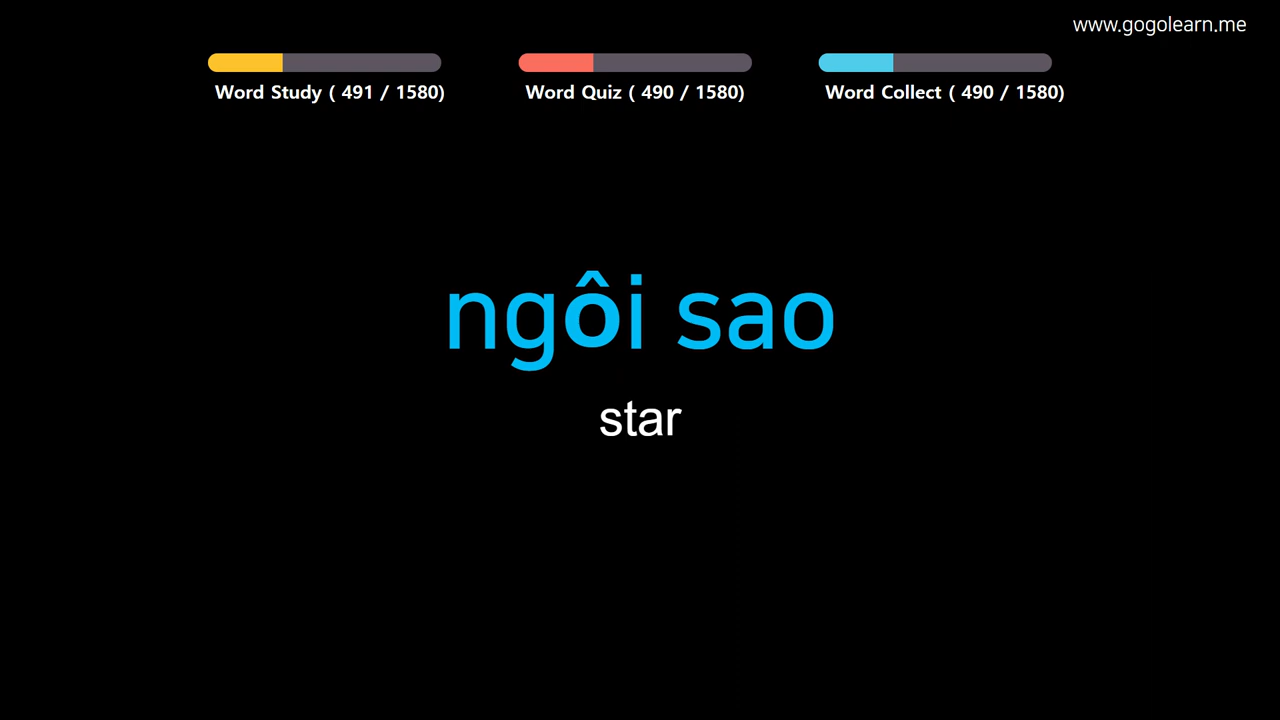 www.gogolearn.me
Word Study ( 491 / 1580)
Word Quiz ( 490 / 1580)
Word Collect ( 490 / 1580)
ngôi sao
star